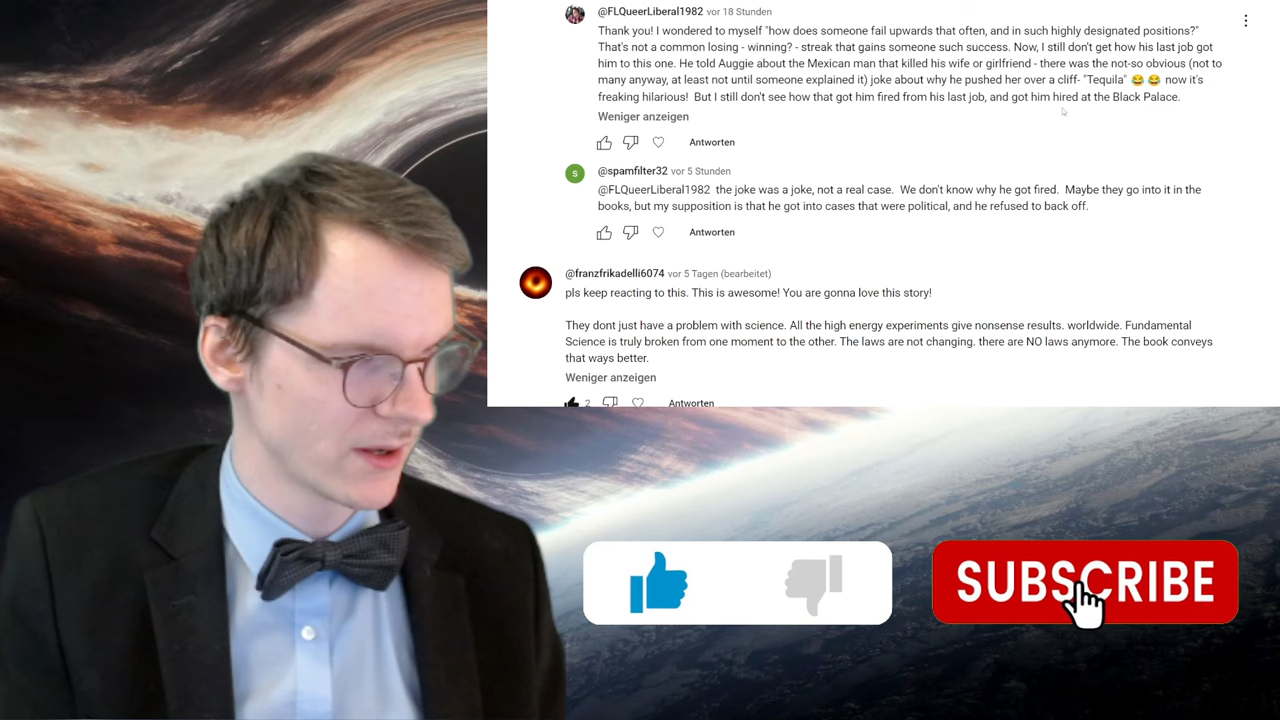 @FLQueerLiberal1982 vor 18 Stunden
Thank you! I wondered to myself "how does someone fail upwards that often, and in such highly designated positions?"
That's not a common losing - winning? - streak that gains someone such success. Now, I still don't get how his last job got
him to this one. He told Auggie about the Mexican man that killed his wife or girlfriend - there was the not-so obvious (not to
many anyway, at least not until someone explained it) joke about why he pushed her over a cliff- "Tequila" 😂 😂 now it's
freaking hilarious! But I still don't see how that got him fired from his last job, and got him hired at the Black Palace.
Weniger anzeigen
Antworten
S
@spamfilter32 vor 5 Stunden
@FLQueerLiberal1982 the joke was a joke, not a real case. We don't know why he got fired. Maybe they go into it in the
books, but my supposition is that he got into cases that were political, and he refused to back off.
Antworten
@franzfrikadelli6074 vor 5 Tagen (bearbeitet)
pls keep reacting to this. This is awesome! You are gonna love this story!
They dont just have a problem with science. All the high energy experiments give nonsense results. worldwide. Fundamental
Science is truly broken from one moment to the other. The laws are not changing. there are NO laws anymore. The book conveys
that ways better.
Weniger anzeigen
2 Antworten
SUBSCRIBE